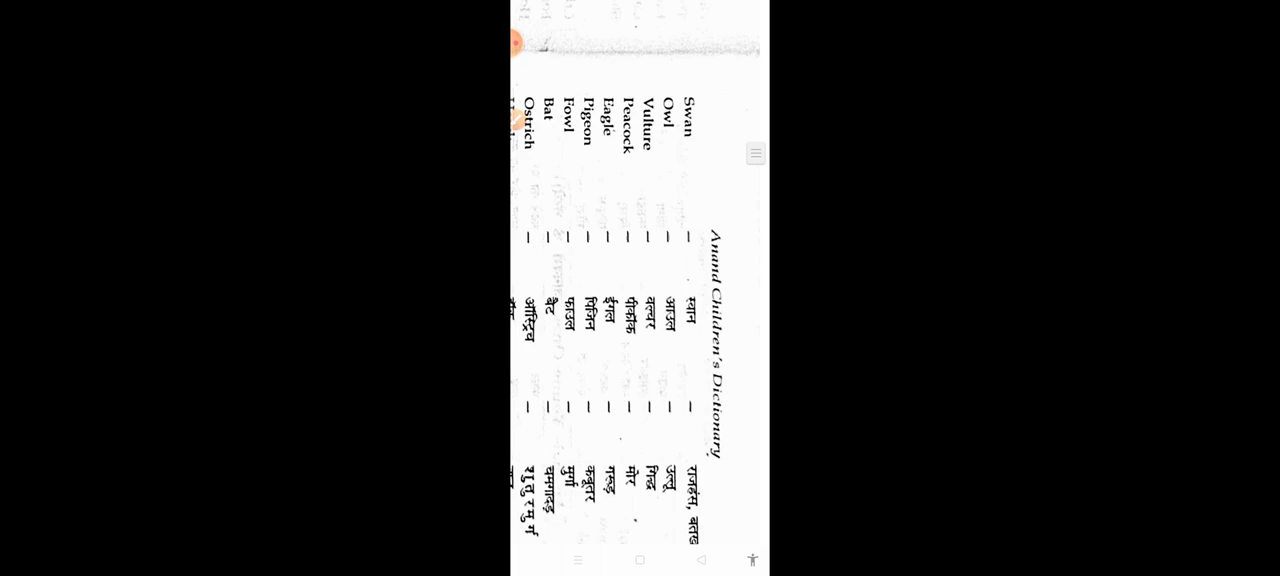 Anand Children's Dictionary
Swan – स्वान – राजहंस, बतख
Owl – आउल – उल्लू
Vulture – वल्चर – गिद्ध
Peacock – पीकॉक – मोर
Eagle – ईगल – गरूड़
Pigeon – पिजिन – कबूतर
Fowl – फाउल – मुर्गा
Bat – बैट – चमगादड़
Ostrich – ऑस्ट्रिच – शुतुरमुर्ग